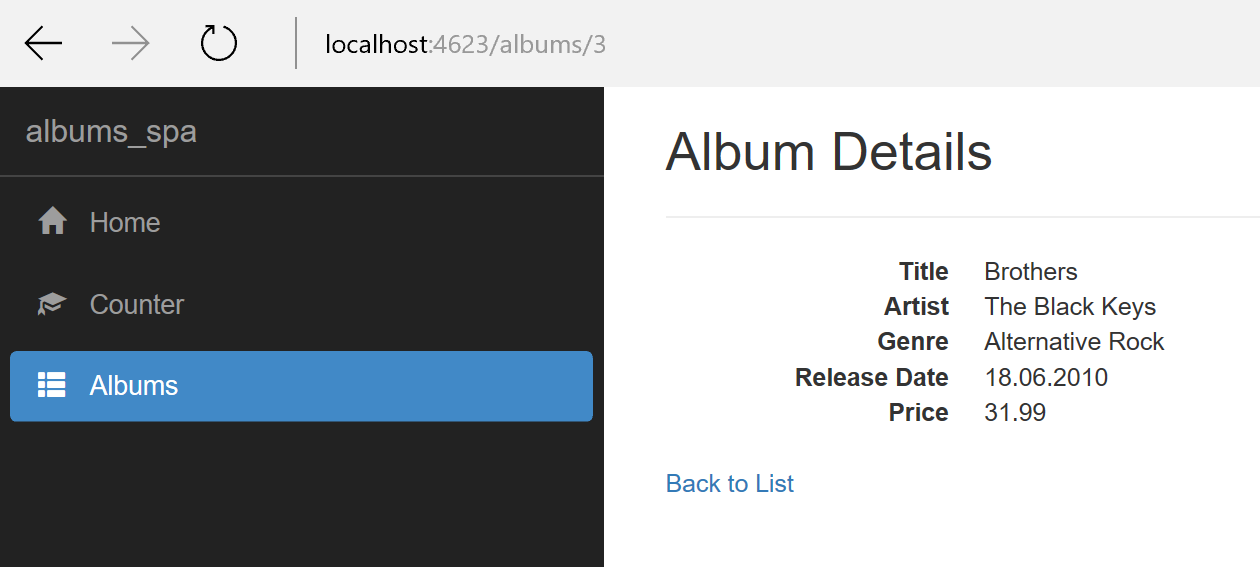 localhost:4623/albums/3
albums_spa
Home
Counter
Albums
Album Details
Title Brothers
Artist The Black Keys
Genre Alternative Rock
Release Date 18.06.2010
Price 31.99
Back to List